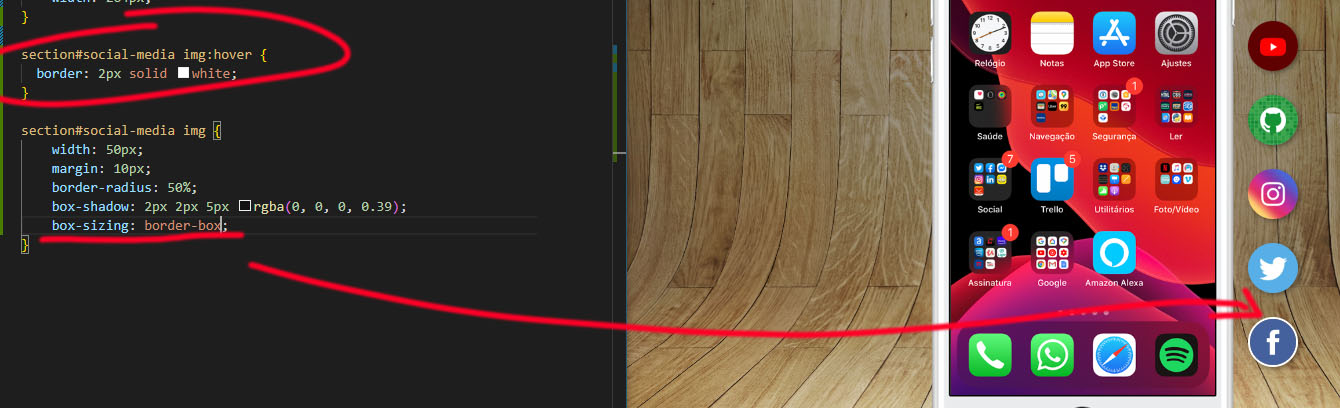 }
section#social-media img:hover {
border: 2px solid white;
}
section#social-media img {
width: 50px;
margin: 10px;
border-radius: 50%;
box-shadow: 2px 2px 5px rgba(0, 0, 0, 0.39);
box-sizing: border-box;
}
Relógio Notas App Store Ajustes
1
Saúde Navegação Segurança Ler
7 5
Social Trello Utilitários Foto/Vídeo
1
Assinatura Google Amazon Alexa